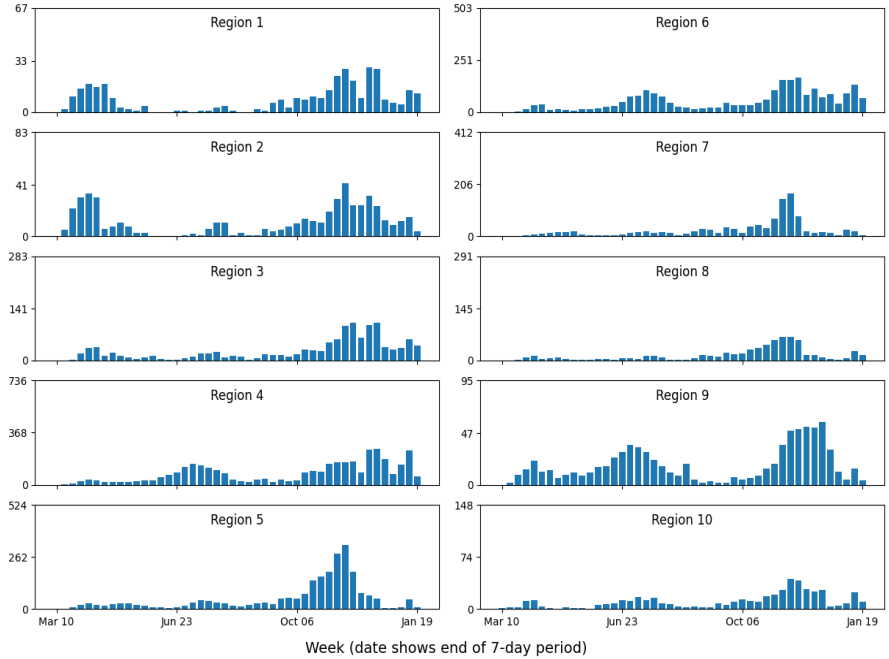 67
33
0
Region 1
83
41
0
Region 2
283
141
0
Region 3
736
368
0
Region 4
524
262
0
Region 5
Mar 10 Jun 23 Oct 06 Jan 19
503
251
0
Region 6
412
206
0
Region 7
291
145
0
Region 8
95
47
0
Region 9
148
74
0
Region 10
Mar 10 Jun 23 Oct 06 Jan 19
Week (date shows end of 7-day period)